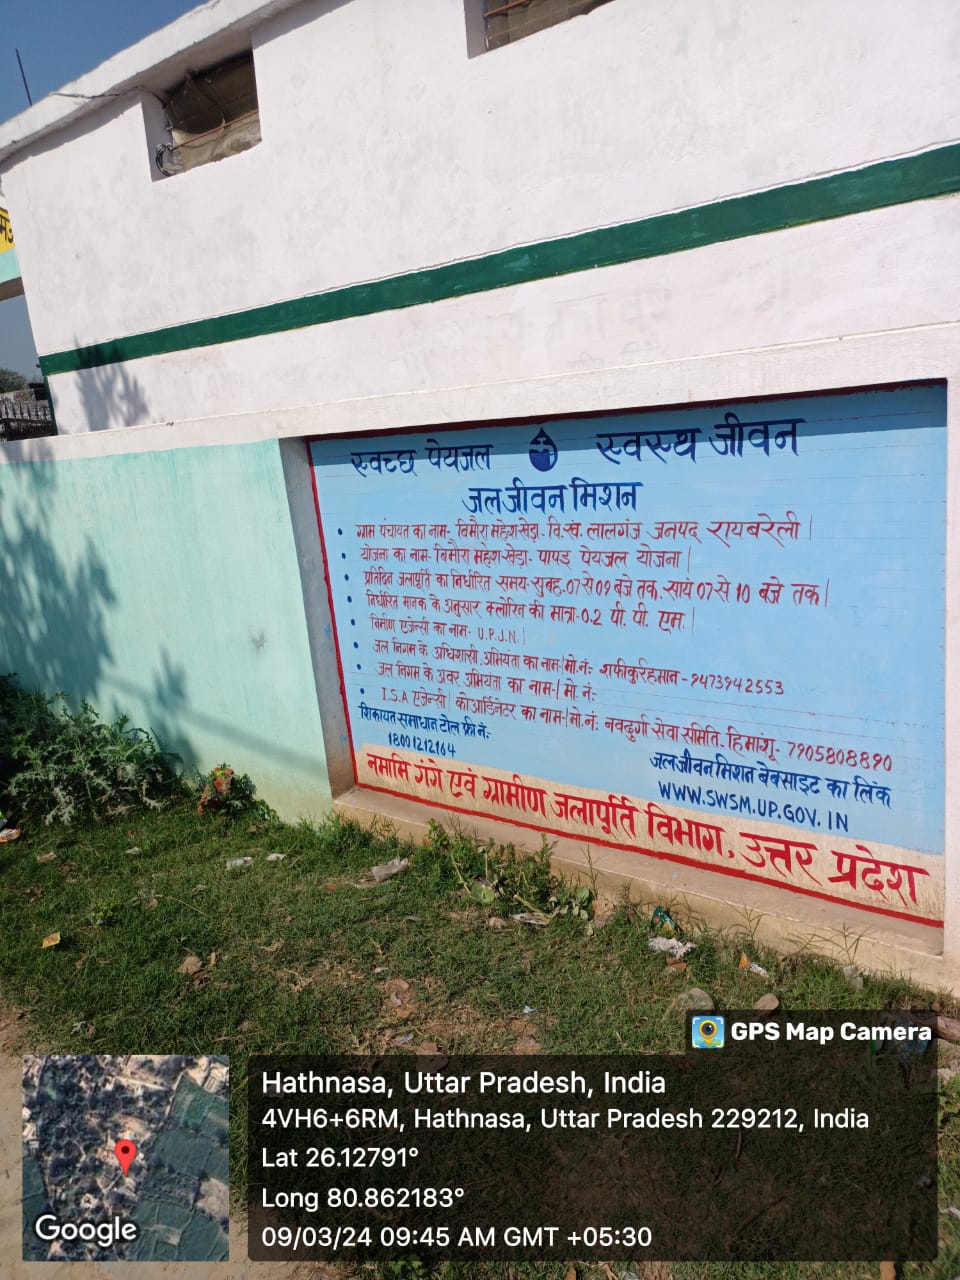 स्वच्छ पेयजल स्वस्थ जीवन
जल जीवन मिशन
• ग्राम पंचायत का नाम- बिमौरा महेशखेड़ा- वि.खं. लालगंज जनपद रायबरेली |
• योजना का नाम- बिमौरा महेशखेड़ा- पापड़ पेयजल योजना |
• प्रतिदिन जलापूर्ति का निर्धारित समय- सुबह-07 से 09 बजे तक, सायं 07 से 10 बजे तक |
• निर्धारित मानक के अनुसार क्लोरिन की मात्रा-0.2 पी. पी. एम. |
• निर्माण एजेन्सी का नाम- U.P.J.N. |
• जल निगम के अधिशासी अभियंता का नाम-|मो.नं:- शफीकुर्रहमान-9473942553
• जल निगम के अवर अभियंता का नाम-| मो. नं:-
• I.S.A एजेन्सी | कोआर्डिनेटर का नाम-|मो.नं: नवदुर्गा सेवा समिति- हिमांशू- 7905808890
शिकायत समाधान टोल फ्री नं:-
18001212164
जल जीवन मिशन बेबसाइट का लिंक
WWW.SWSM.UP.GOV.IN
नमामि गंगे एवं ग्रामीण जलापूर्ति विभाग, उत्तर प्रदेश
GPS Map Camera
Hathnasa, Uttar Pradesh, India
4VH6+6RM, Hathnasa, Uttar Pradesh 229212, India
Lat 26.12791°
Long 80.862183°
09/03/24 09:45 AM GMT +05:30
Google